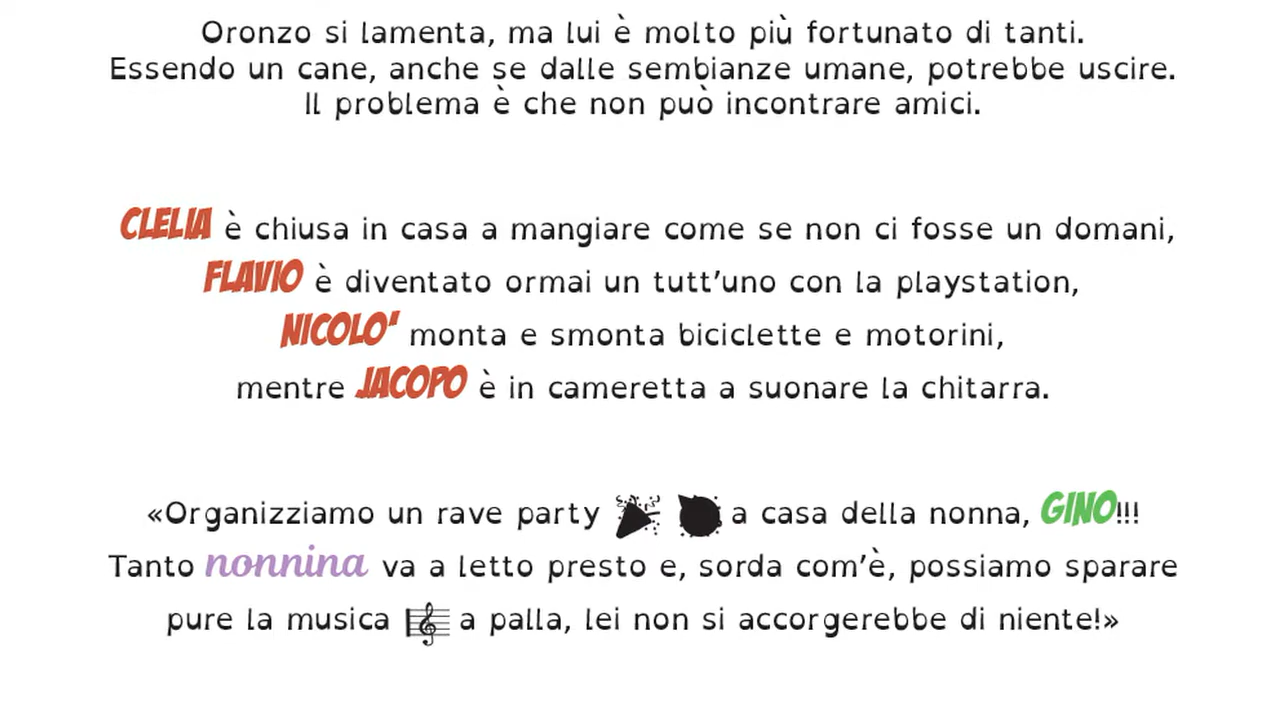 Oronzo si lamenta, ma lui è molto più fortunato di tanti.
Essendo un cane, anche se dalle sembianze umane, potrebbe uscire.
Il problema è che non può incontrare amici.
CLELIA è chiusa in casa a mangiare come se non ci fosse un domani,
FLAVIO è diventato ormai un tutt'uno con la playstation,
NICOLO' monta e smonta biciclette e motorini,
mentre JACOPO è in cameretta a suonare la chitarra.
«Organizziamo un rave party a casa della nonna, GINO!!!
Tanto nonnina va a letto presto e, sorda com'è, possiamo sparare
pure la musica a palla, lei non si accorgerebbe di niente!»